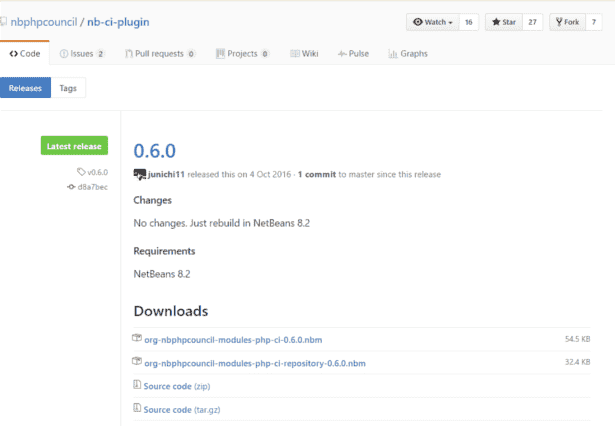 nbphpcouncil / nb-ci-plugin
Watch 16 Star 27 Fork 7
Code Issues 2 Pull requests 0 Projects 0 Wiki Pulse Graphs
Releases Tags
Latest release
v0.6.0
d8a7bec
0.6.0
junichi11 released this on 4 Oct 2016 · 1 commit to master since this release
Changes
No changes. Just rebuild in NetBeans 8.2
Requirements
NetBeans 8.2
Downloads
org-nbphpcouncil-modules-php-ci-0.6.0.nbm 54.5 KB
org-nbphpcouncil-modules-php-ci-repository-0.6.0.nbm 32.4 KB
Source code (zip)
Source code (tar.gz)